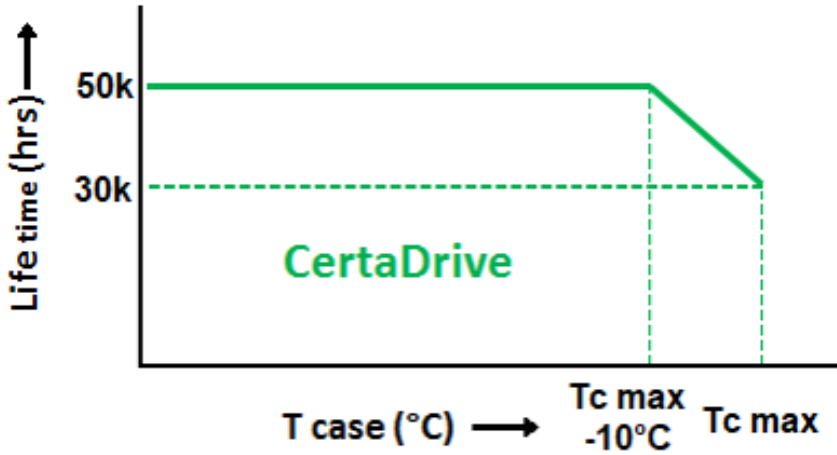 Life time (hrs)
50k
30k
CertaDrive
T case (°C)
Tc max
-10°C
Tc max